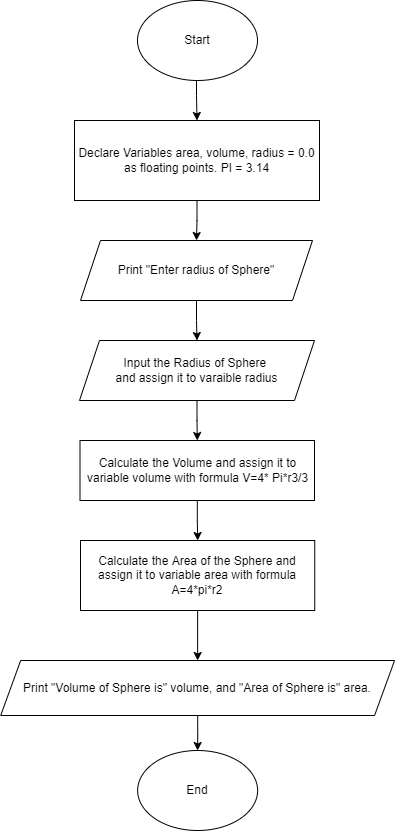 Start
Declare Variables area, volume, radius = 0.0
as floating points. PI = 3.14
Print "Enter radius of Sphere"
Input the Radius of Sphere
and assign it to varaible radius
Calculate the Volume and assign it to
variable volume with formula V=4* Pi*r3/3
Calculate the Area of the Sphere and
assign it to variable area with formula
A=4*pi*r2
Print "Volume of Sphere is" volume, and "Area of Sphere is" area.
End